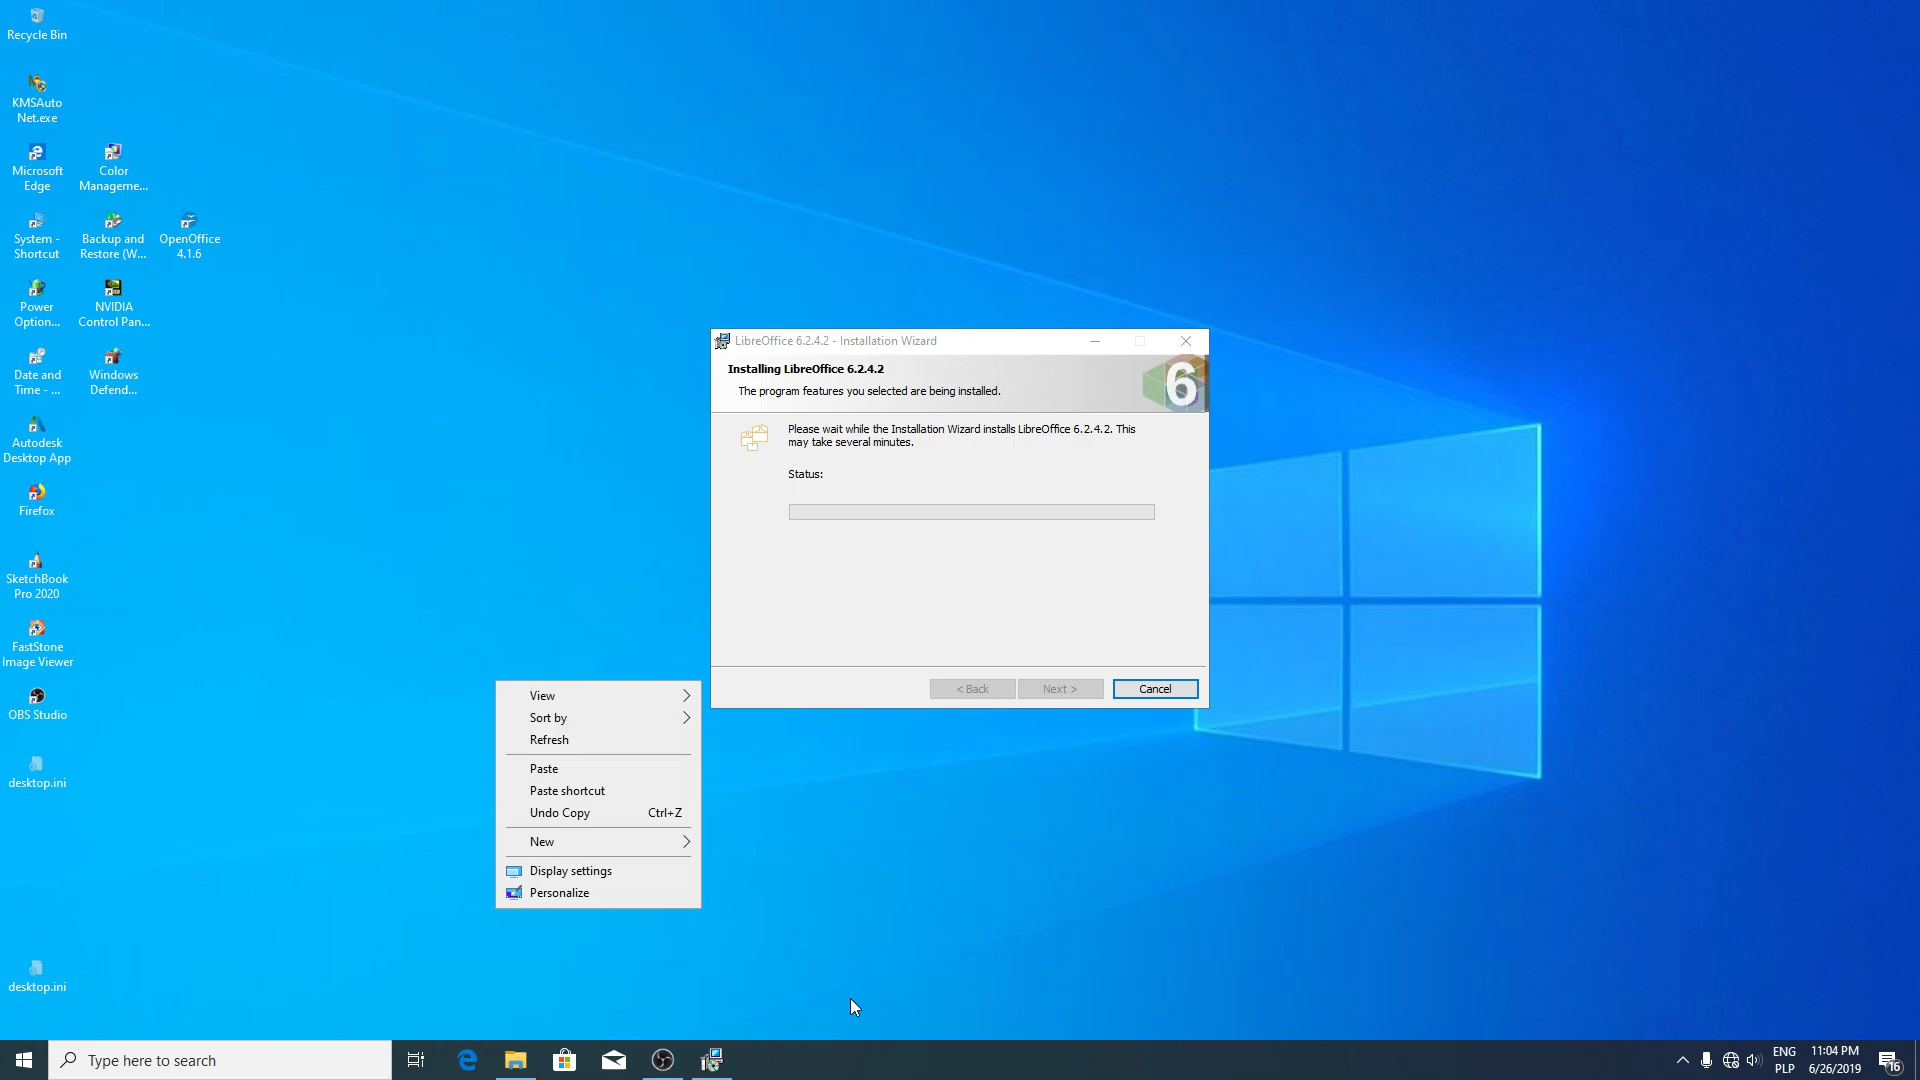 Recycle Bin
KMSAuto
Net.exe
Microsoft
Edge
Color
Manageme...
System -
Shortcut
Backup and
Restore (W...
OpenOffice
4.1.6
Power
Option...
NVIDIA
Control Pan...
Date and
Time - ...
Windows
Defend...
Autodesk
Desktop App
Firefox
SketchBook
Pro 2020
FastStone
Image Viewer
OBS Studio
desktop.ini
desktop.ini
LibreOffice 6.2.4.2 - Installation Wizard
Installing LibreOffice 6.2.4.2
The program features you selected are being installed.
6
Please wait while the Installation Wizard installs LibreOffice 6.2.4.2. This
may take several minutes.
Status:
< Back
Next >
Cancel
View
Sort by
Refresh
Paste
Paste shortcut
Undo Copy Ctrl+Z
New
Display settings
Personalize
Type here to search
ENG
PLP
11:04 PM
6/26/2019
16